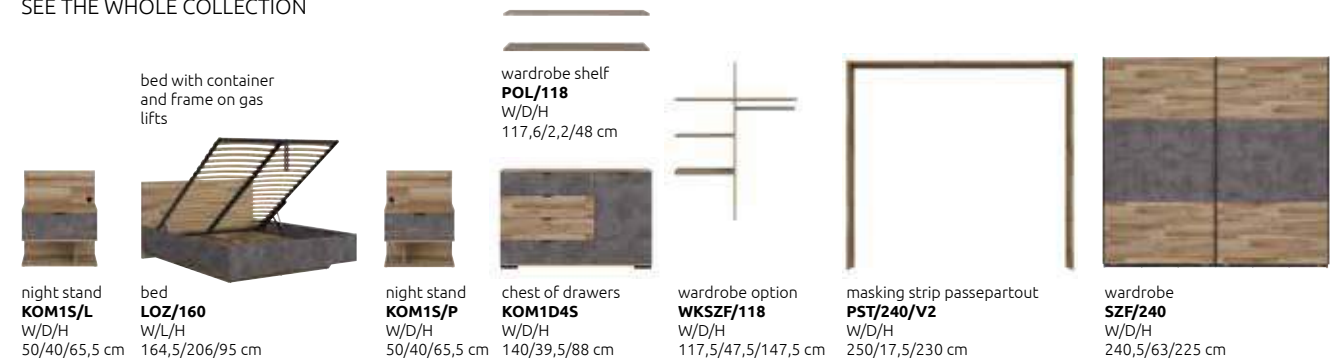 SEE THE WHOLE COLLECTION
bed with container
and frame on gas
lifts
wardrobe shelf
POL/118
W/D/H
117,6/2,2/48 cm
night stand
KOM1S/L
W/D/H
50/40/65,5 cm
bed
LOZ/160
W/L/H
164,5/206/95 cm
night stand
KOM1S/P
W/D/H
50/40/65,5 cm
chest of drawers
KOM1D4S
W/D/H
140/39,5/88 cm
wardrobe option
WKSZF/118
W/D/H
117,5/47,5/147,5 cm
masking strip passepartout
PST/240/V2
W/D/H
250/17,5/230 cm
wardrobe
SZF/240
W/D/H
240,5/63/225 cm